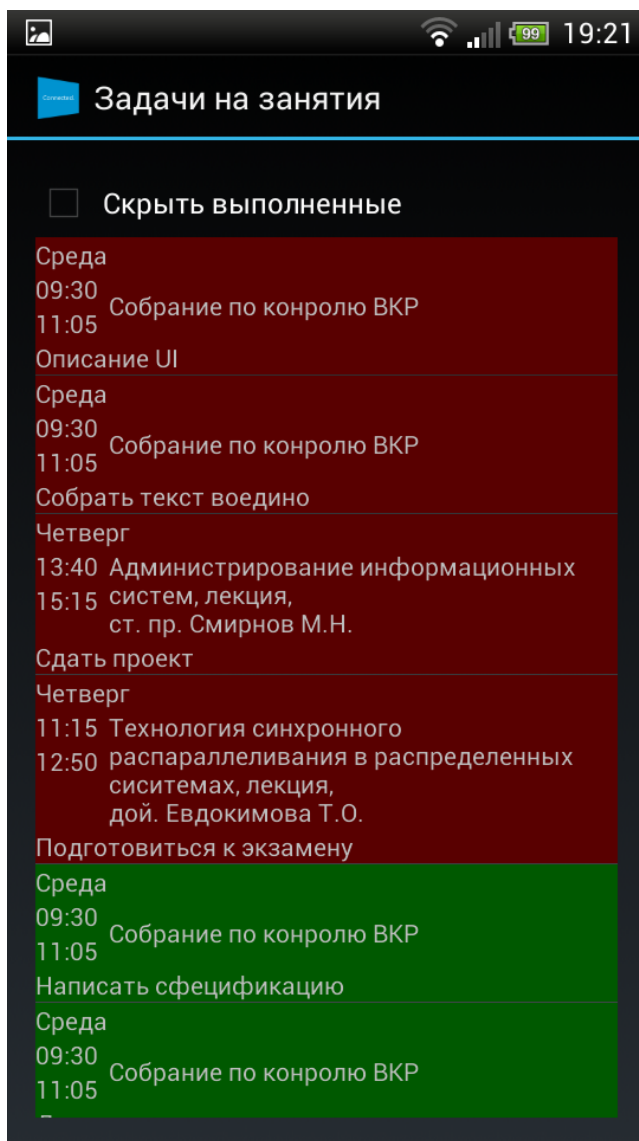 99 19:21
Connected
Задачи на занятия
Скрыть выполненные
Среда
09:30
Собрание по конролю ВКР
11:05
Описание UI
Среда
09:30
Собрание по конролю ВКР
11:05
Собрать текст воедино
Четверг
13:40 Администрирование информационных
15:15 систем, лекция,
ст. пр. Смирнов М.Н.
Сдать проект
Четверг
11:15 Технология синхронного
12:50 распараллеливания в распределенных
сиситемах, лекция,
дой. Евдокимова Т.О.
Подготовиться к экзамену
Среда
09:30
Собрание по конролю ВКР
11:05
Написать сфецификацию
Среда
09:30
Собрание по конролю ВКР
11:05